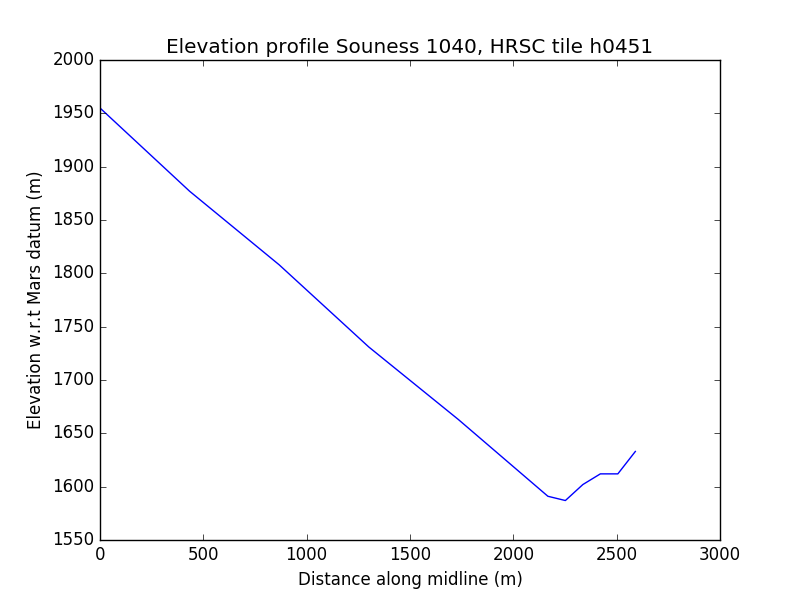 Elevation profile Souness 1040, HRSC tile h0451
2000
1950
1900
1850
1800
1750
1700
1650
1600
1550
Elevation w.r.t Mars datum (m)
0 500 1000 1500 2000 2500 3000
Distance along midline (m)